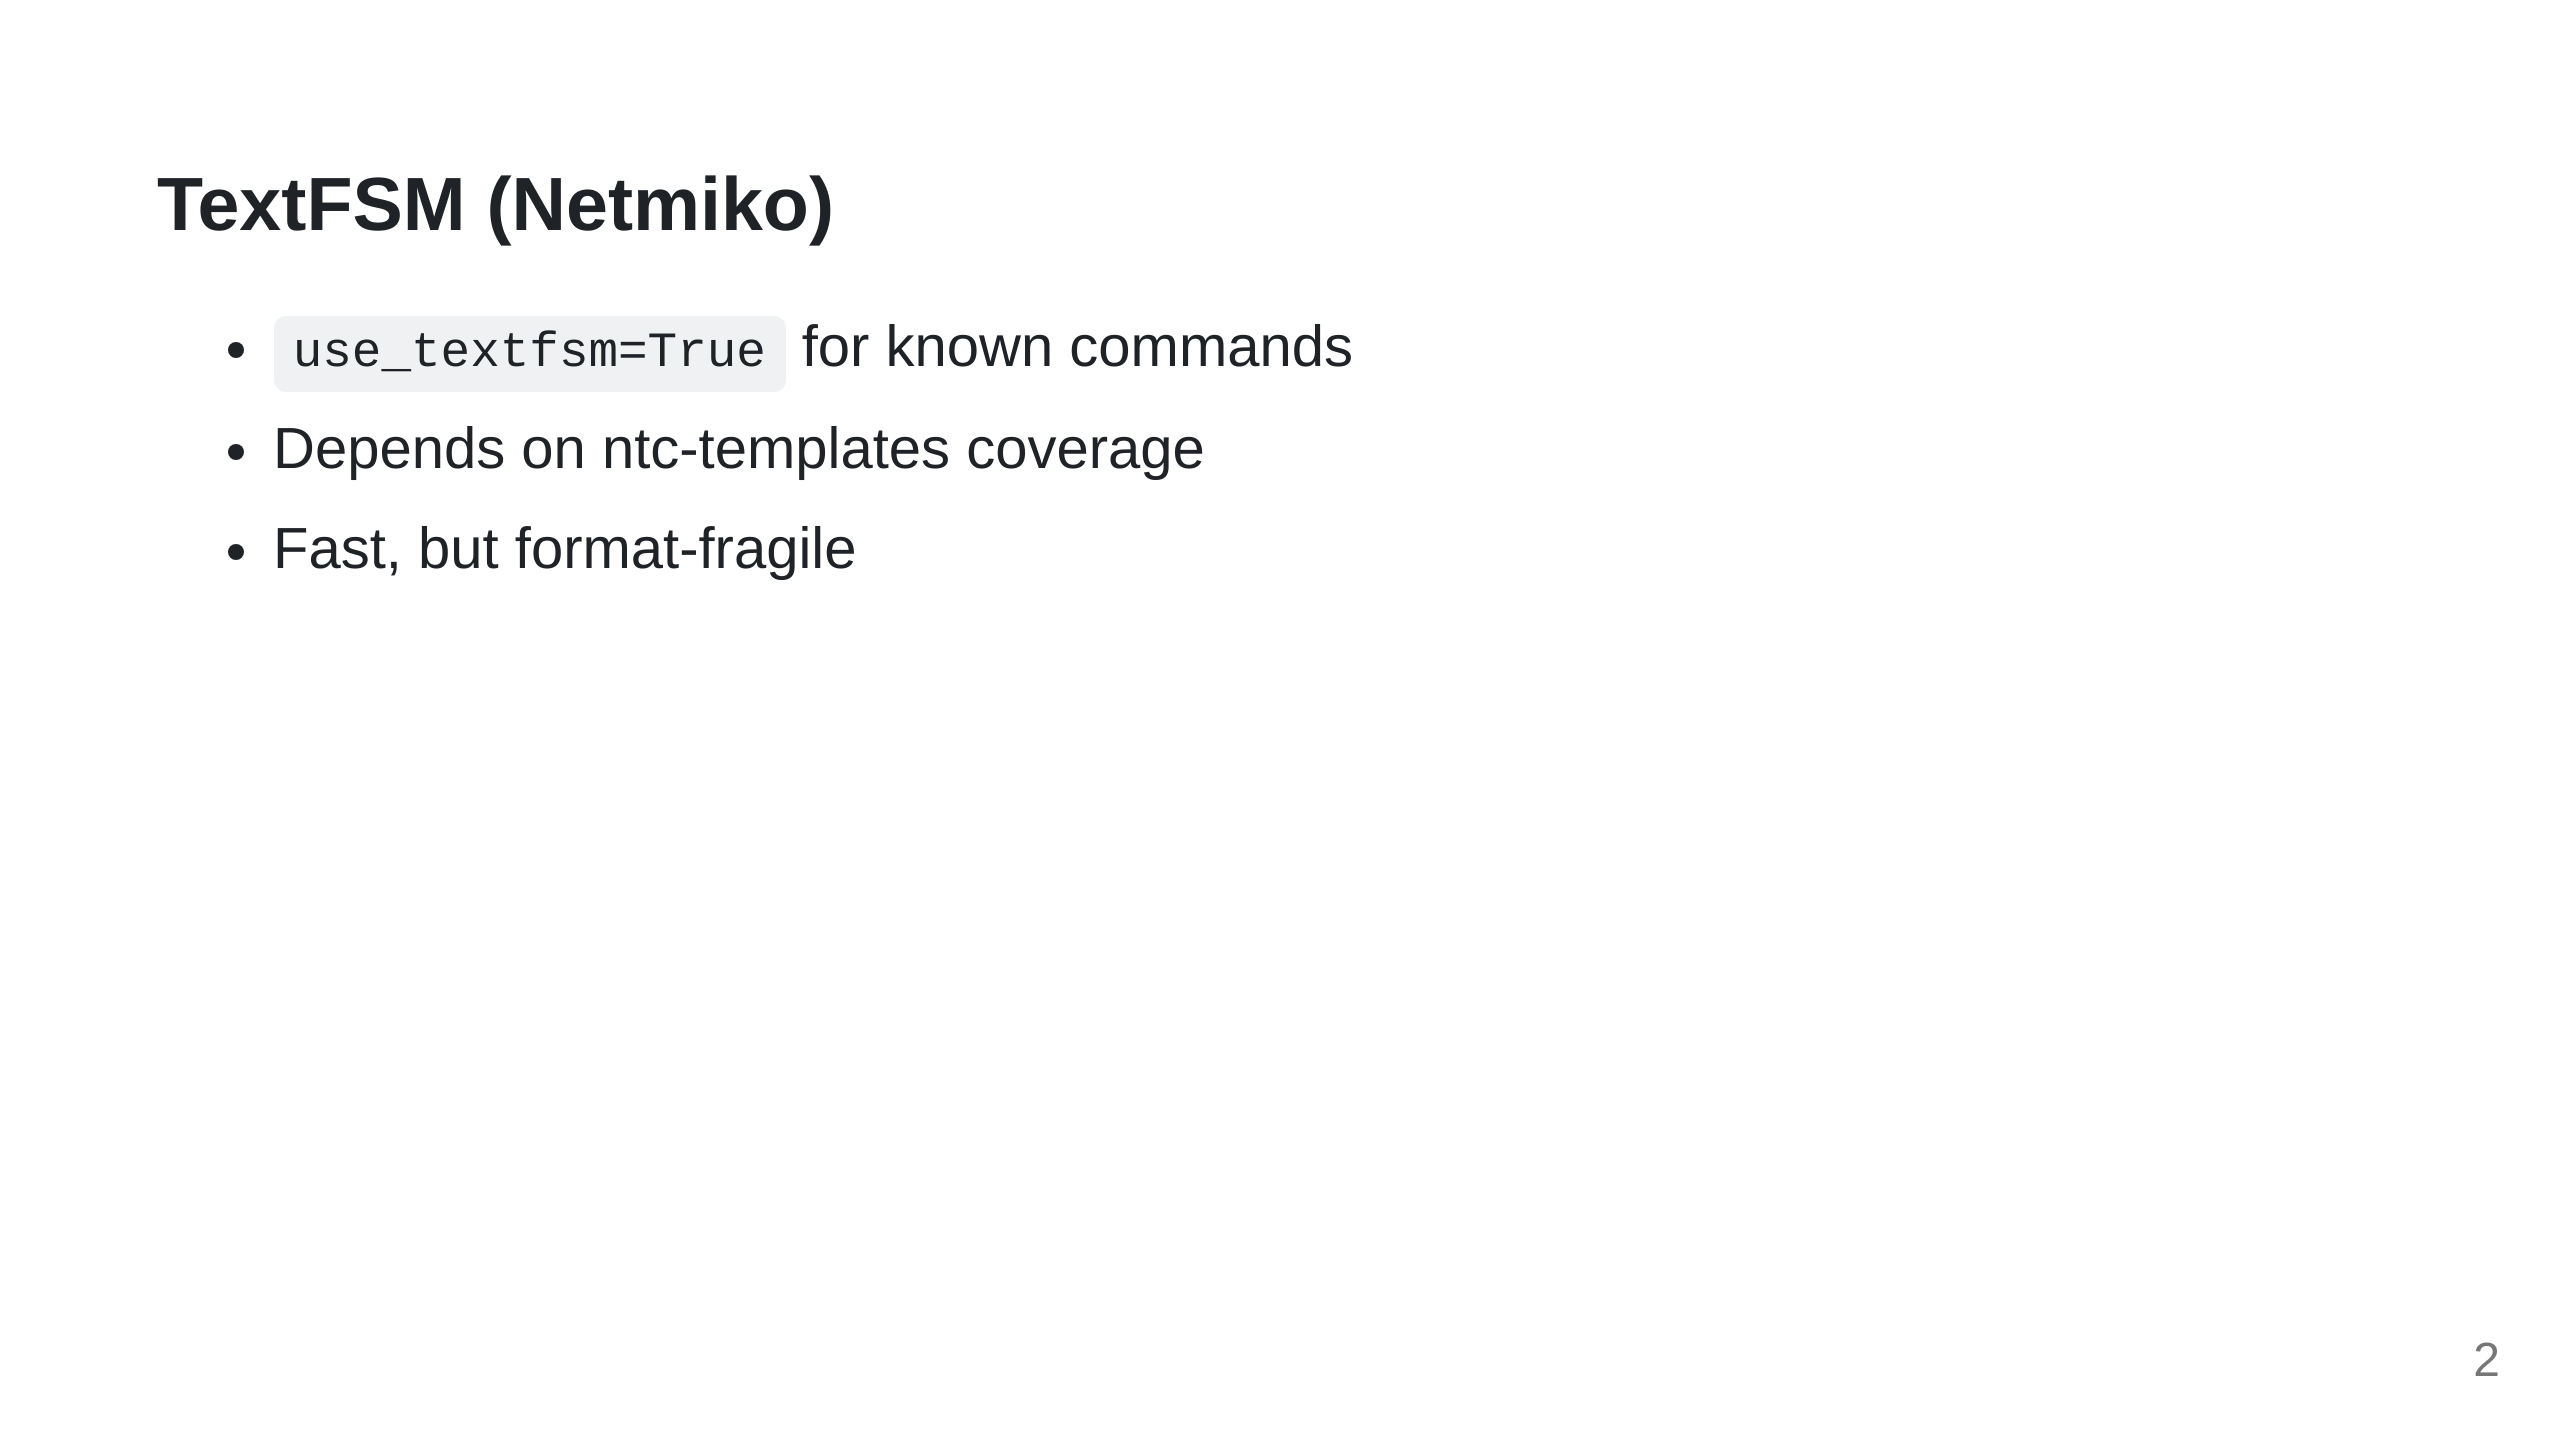 TextFSM (Netmiko)
• use_textfsm=True for known commands
• Depends on ntc-templates coverage
• Fast, but format-fragile
2